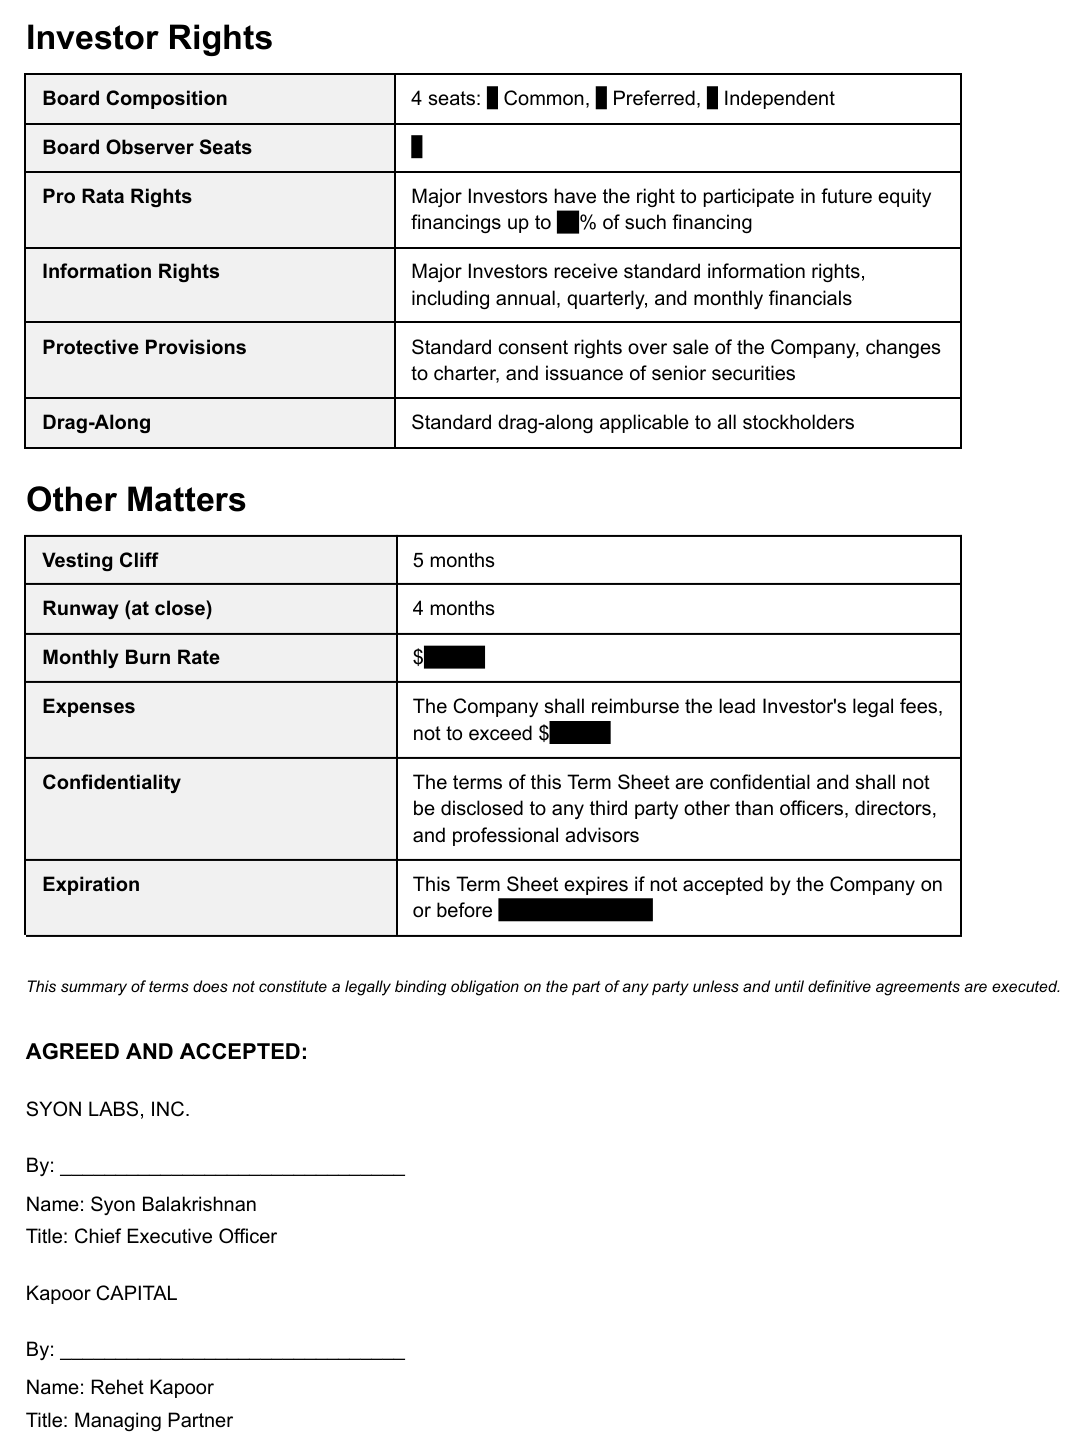 Investor Rights
Board Composition
4 seats: Common, Preferred, Independent
Board Observer Seats
Pro Rata Rights
Major Investors have the right to participate in future equity
financings up to % of such financing
Information Rights
Major Investors receive standard information rights,
including annual, quarterly, and monthly financials
Protective Provisions
Standard consent rights over sale of the Company, changes
to charter, and issuance of senior securities
Drag-Along
Standard drag-along applicable to all stockholders
Other Matters
Vesting Cliff
5 months
Runway (at close)
4 months
Monthly Burn Rate
$
Expenses
The Company shall reimburse the lead Investor's legal fees,
not to exceed $
Confidentiality
The terms of this Term Sheet are confidential and shall not
be disclosed to any third party other than officers, directors,
and professional advisors
Expiration
This Term Sheet expires if not accepted by the Company on
or before
This summary of terms does not constitute a legally binding obligation on the part of any party unless and until definitive agreements are executed.
AGREED AND ACCEPTED:
SYON LABS, INC.
By: _______________________________
Name: Syon Balakrishnan
Title: Chief Executive Officer
Kapoor CAPITAL
By: _______________________________
Name: Rehet Kapoor
Title: Managing Partner